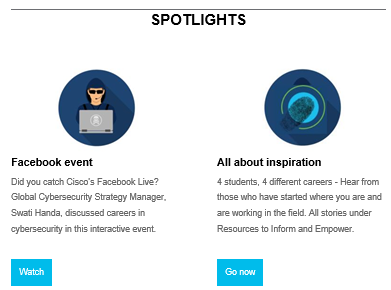 SPOTLIGHTS
Facebook event
Did you catch Cisco's Facebook Live?
Global Cybersecurity Strategy Manager,
Swati Handa, discussed careers in
cybersecurity in this interactive event.
Watch
All about inspiration
4 students, 4 different careers - Hear from
those who have started where you are and
are working in the field. All stories under
Resources to Inform and Empower.
Go now